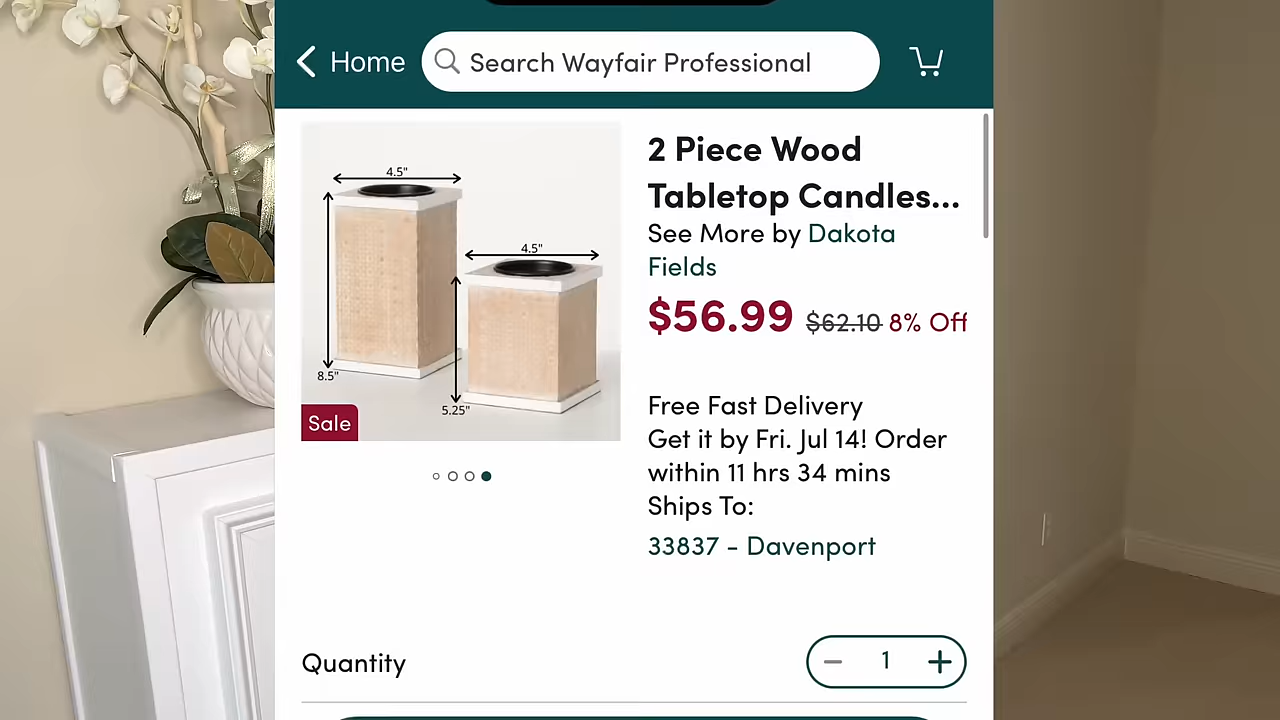 Home
Search Wayfair Professional
4.5"
4.5"
8.5"
5.25"
Sale
2 Piece Wood
Tabletop Candles...
See More by Dakota
Fields
$56.99 $62.10 8% Off
Free Fast Delivery
Get it by Fri. Jul 14! Order
within 11 hrs 34 mins
Ships To:
33837 - Davenport
Quantity
1